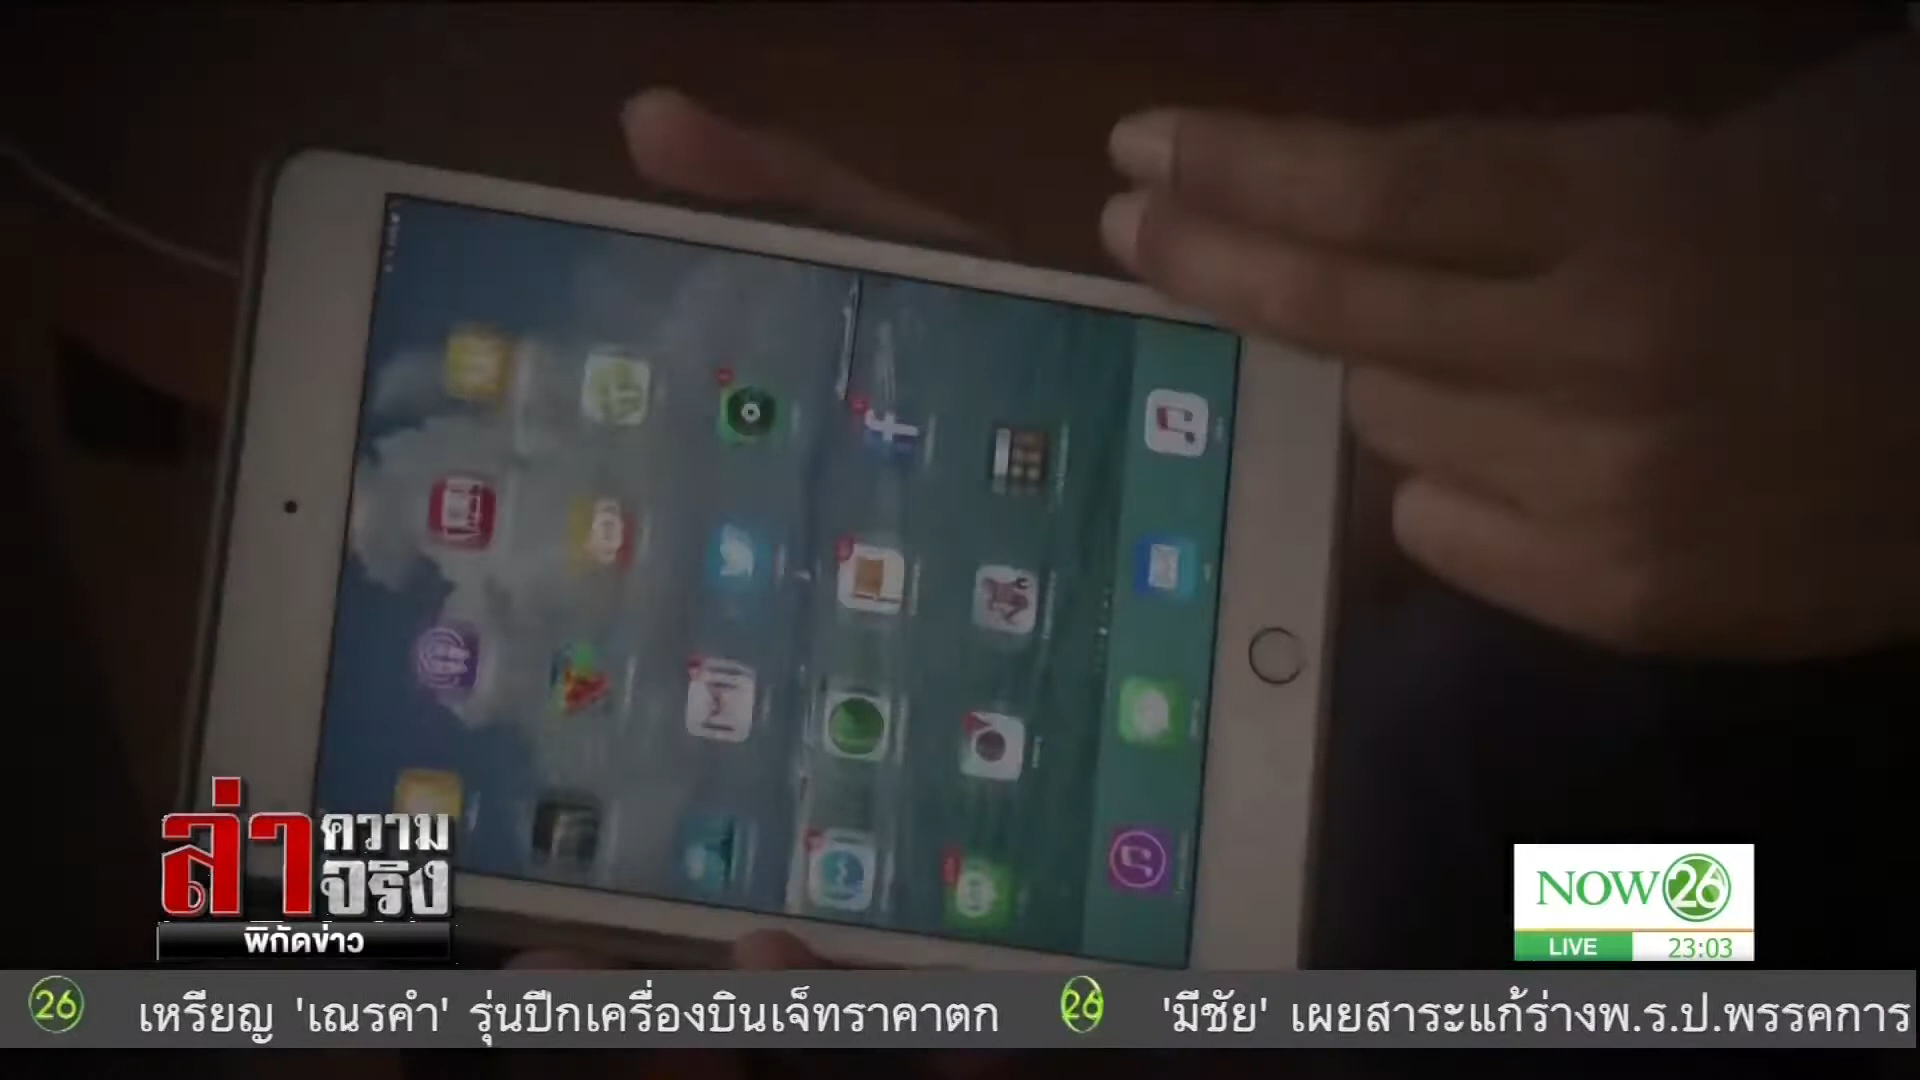 ล่าความจริง
พิกัดข่าว
NOW26
LIVE 23:03
26 เหรียญ 'เณรคำ' รุ่นปีกเครื่องบินเจ็ทราคาตก 26 'มีชัย' เผยสาระแก้ร่างพ.ร.ป.พรรคการ